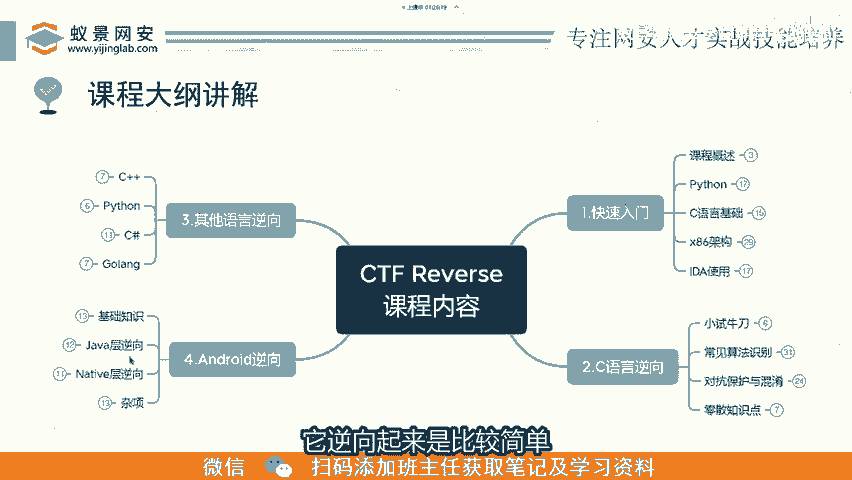 蚁景网安
www.yijinglab.com
专注网安人才实战技能培养
课程大纲讲解
CTF Reverse
课程内容
1.快速入门
课程概述 3
Python 17
C语言基础 15
x86架构 29
IDA使用 17
2.C语言逆向
小试牛刀 6
常见算法识别 31
对抗保护与混淆 24
零散知识点 7
3.其他语言逆向
7 C++
6 Python
C#
7 Golang
4.Android逆向
13 基础知识
Java层逆向
Native层逆向
13 杂项
它逆向起来是比较简单
微信 扫码添加班主任获取笔记及学习资料